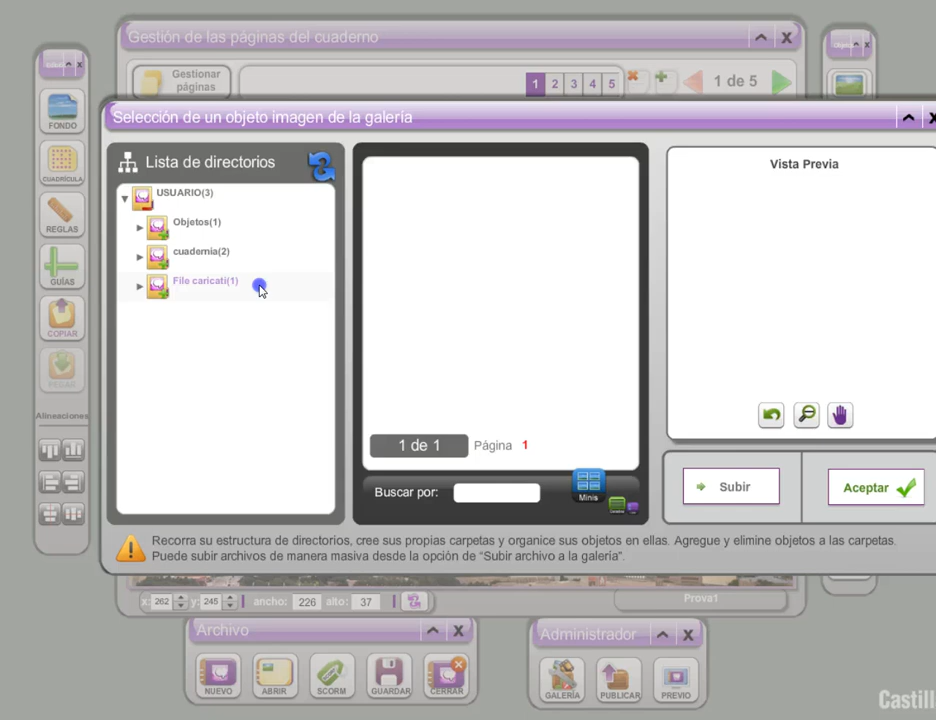 Gestión de las páginas del cuaderno
Gestionar
páginas
1 2 3 4 5
1 de 5
Selección de un objeto imagen de la galería
Lista de directorios
USUARIO(3)
Objetos(1)
cuadernia(2)
File caricati(1)
1 de 1
Página 1
Buscar por:
Minis
Vista Previa
Subir
Aceptar
Recorra su estructura de directorios, cree sus propias carpetas y organice sus objetos en ellas. Agregue y elimine objetos a las carpetas.
Puede subir archivos de manera masiva desde la opción de "Subir archivo a la galería".
FONDO
CUADRÍCULA
REGLAS
GUÍAS
COPIAR
PEGAR
Alineaciones
x: 262 y: 245 ancho: 226 alto: 37
Prova1
Archivo
NUEVO
ABRIR
SCORM
GUARDAR
CERRAR
Administrador
GALERÍA
PUBLICAR
PREVIO
Castill